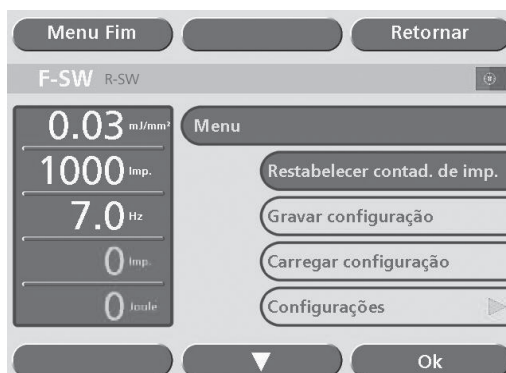 Menu Fim
Retornar
F-SW R-SW
0.03 mJ/mm²
Menu
1000 Imp.
Restabelecer contad. de imp.
7.0 Hz
Gravar configuração
0 Imp.
Carregar configuração
0 Joule
Configurações
Ok